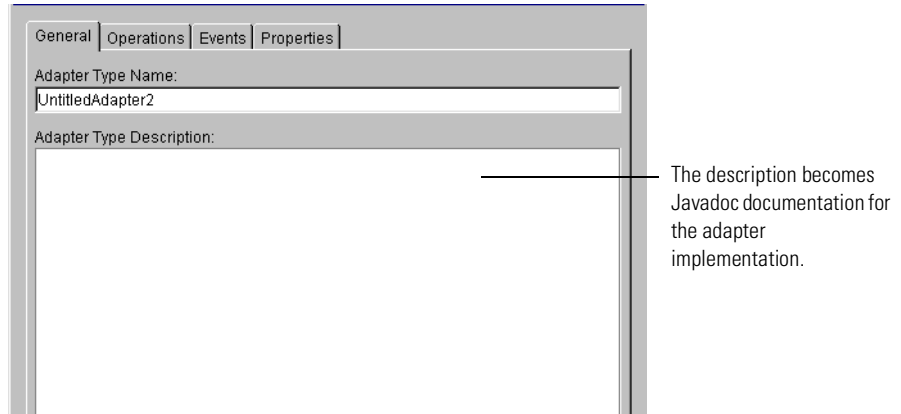 General Operations Events Properties
Adapter Type Name:
UntitledAdapter2
Adapter Type Description:
The description becomes
Javadoc documentation for
the adapter
implementation.